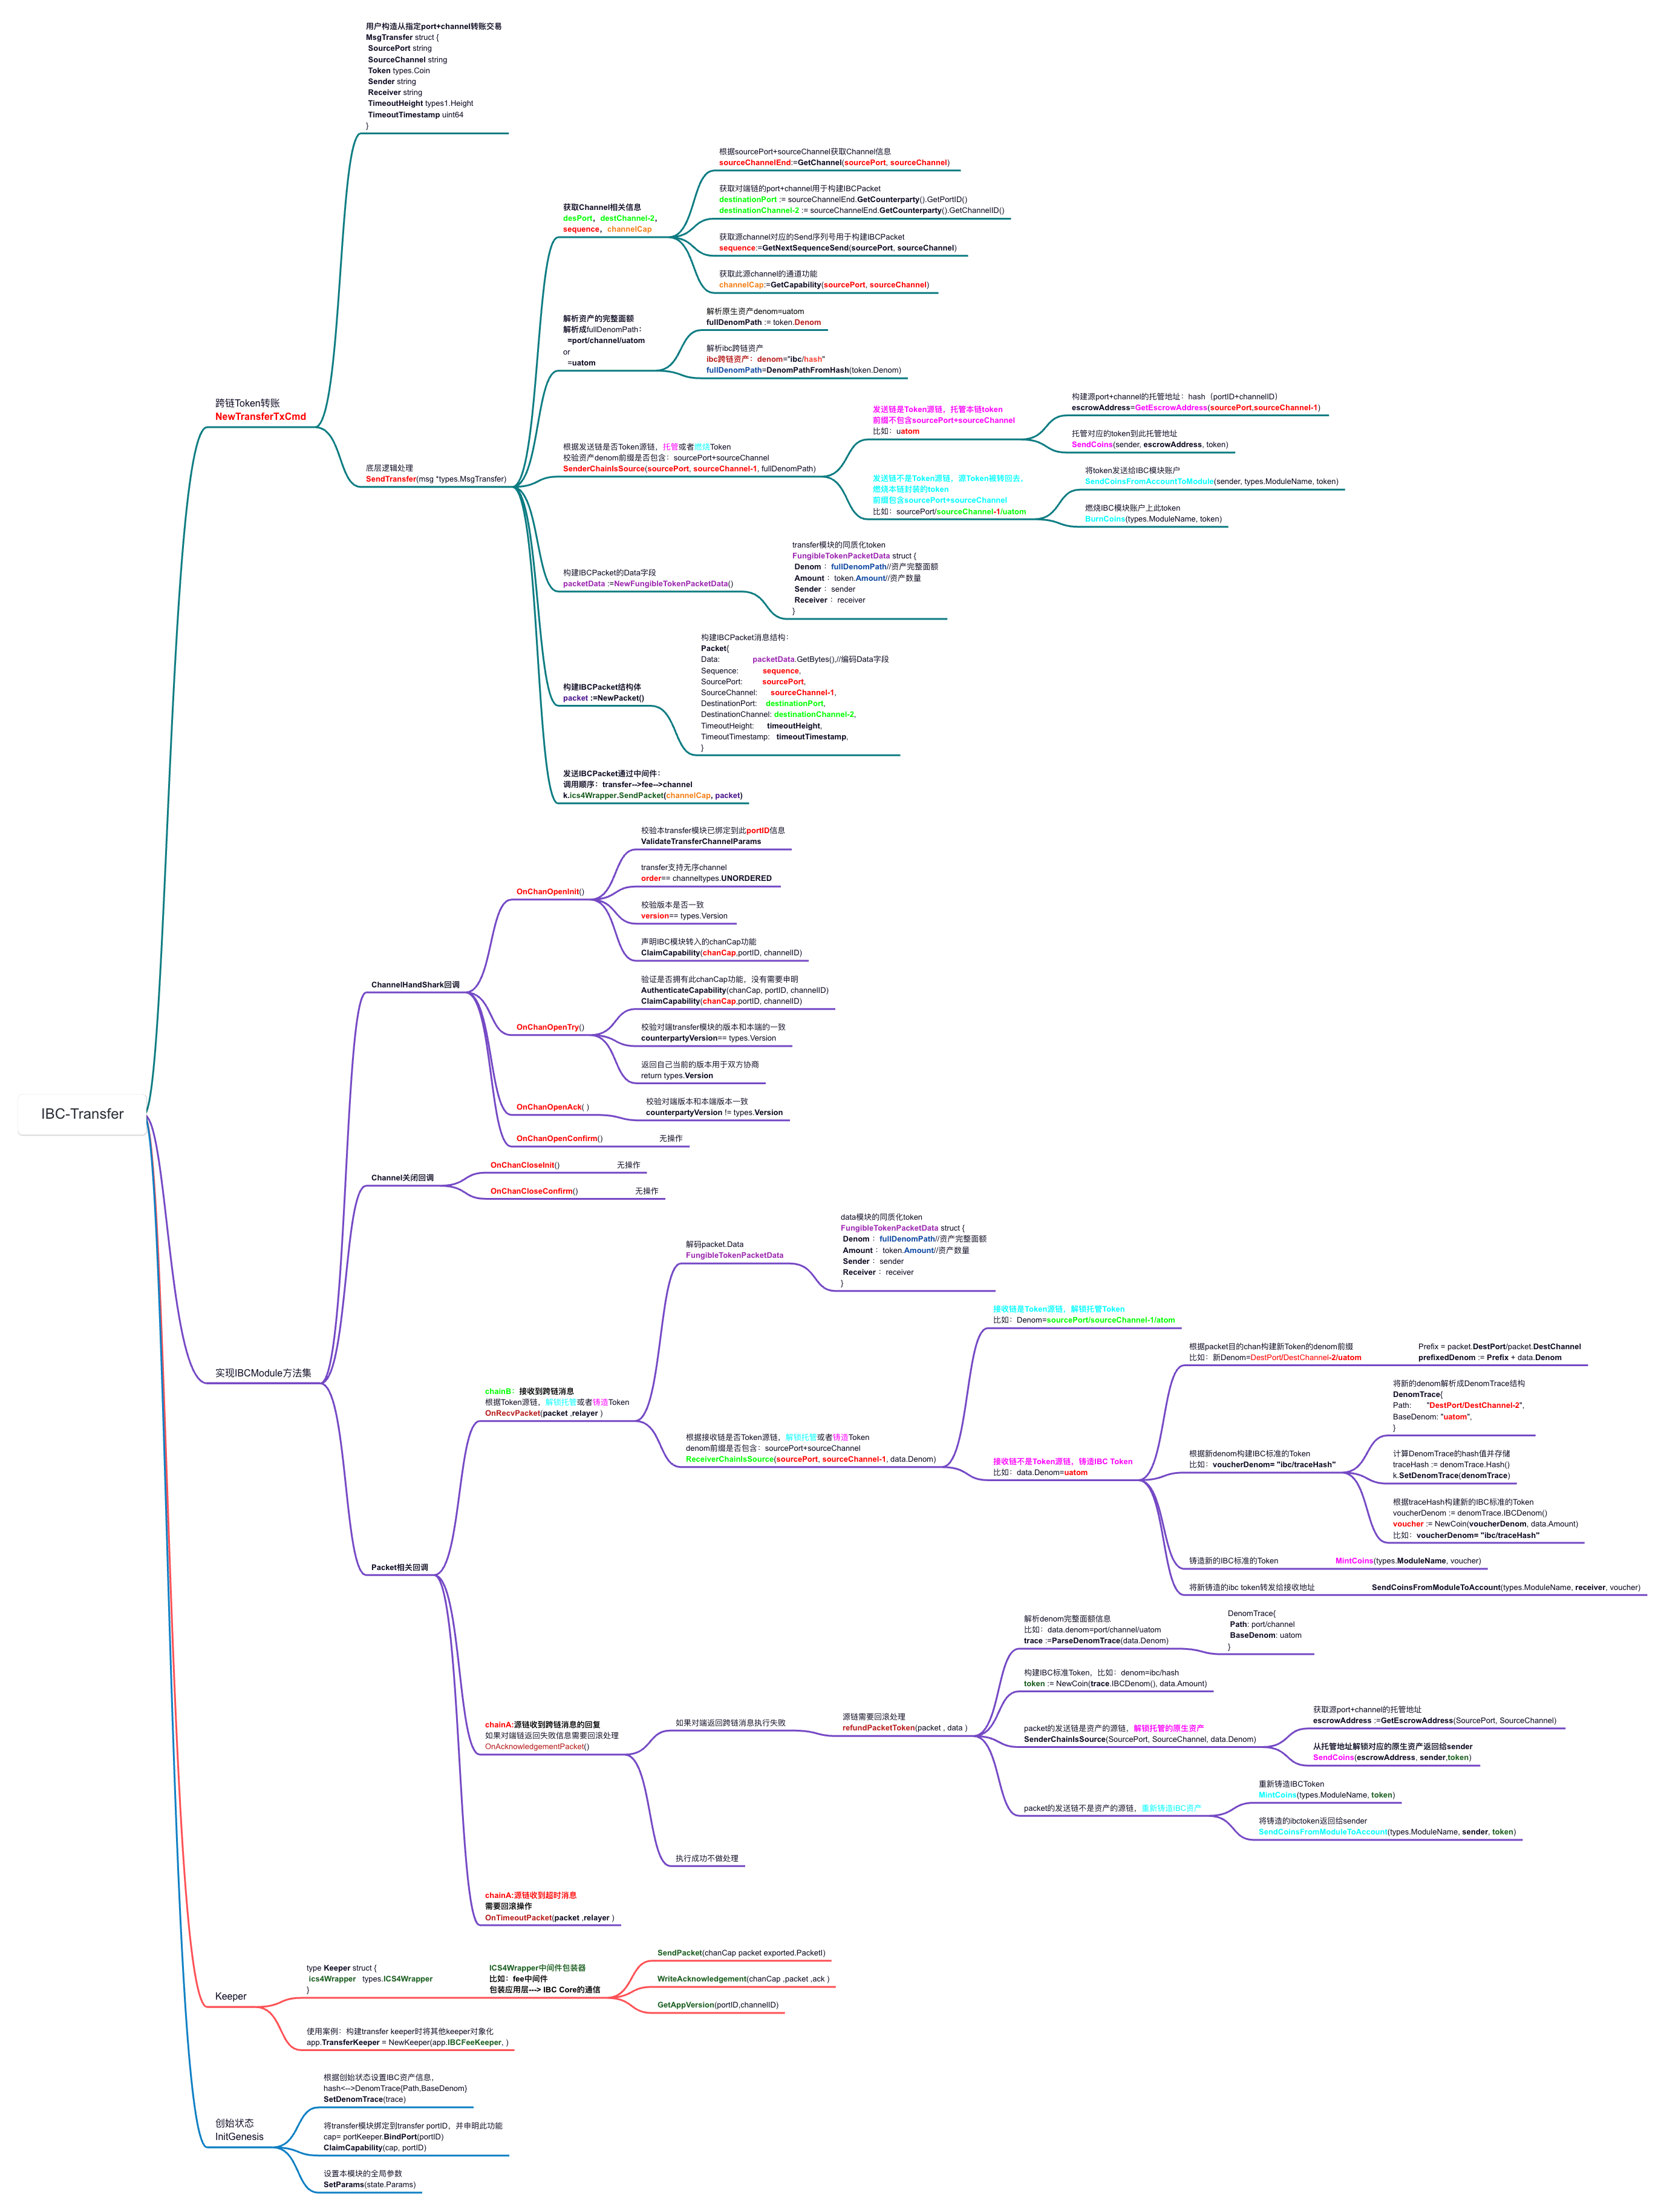 IBC-Transfer
跨链Token转账
NewTransferTxCmd
用户构造从指定port+channel转账交易
MsgTransfer struct {
SourcePort string
SourceChannel string
Token types.Coin
Sender string
Receiver string
TimeoutHeight types1.Height
TimeoutTimestamp uint64
}
底层逻辑处理
SendTransfer(msg *types.MsgTransfer)
获取Channel相关信息
desPort，destChannel-2，
sequence，channelCap
根据sourcePort+sourceChannel获取Channel信息
sourceChannelEnd:=GetChannel(sourcePort, sourceChannel)
获取对端链的port+channel用于构建IBCPacket
destinationPort := sourceChannelEnd.GetCounterparty().GetPortID()
destinationChannel-2 := sourceChannelEnd.GetCounterparty().GetChannelID()
获取源channel对应的Send序列号用于构建IBCPacket
sequence:=GetNextSequenceSend(sourcePort, sourceChannel)
获取此源channel的通道功能
channelCap:=GetCapability(sourcePort, sourceChannel)
解析资产的完整面额
解析成fullDenomPath：
=port/channel/uatom
or
=uatom
解析原生资产denom=uatom
fullDenomPath := token.Denom
解析ibc跨链资产
ibc跨链资产：denom="ibc/hash"
fullDenomPath=DenomPathFromHash(token.Denom)
根据发送链是否Token源链，托管或者燃烧Token
校验资产denom前缀是否包含：sourcePort+sourceChannel
SenderChainIsSource(sourcePort, sourceChannel-1, fullDenomPath)
发送链是Token源链，托管本链token
前缀不包含sourcePort+sourceChannel
比如：uatom
构建源port+channel的托管地址：hash（portID+channelID）
escrowAddress=GetEscrowAddress(sourcePort,sourceChannel-1)
托管对应的token到此托管地址
SendCoins(sender, escrowAddress, token)
发送链不是Token源链，源Token被转回去，
燃烧本链封装的token
前缀包含sourcePort+sourceChannel
比如：sourcePort/sourceChannel-1/uatom
将token发送给IBC模块账户
SendCoinsFromAccountToModule(sender, types.ModuleName, token)
燃烧IBC模块账户上此token
BurnCoins(types.ModuleName, token)
构建IBCPacket的Data字段
packetData :=NewFungibleTokenPacketData()
transfer模块的同质化token
FungibleTokenPacketData struct {
Denom： fullDenomPath//资产完整面额
Amount： token.Amount//资产数量
Sender： sender
Receiver： receiver
}
构建IBCPacket结构体
packet :=NewPacket()
构建IBCPacket消息结构：
Packet{
Data: packetData.GetBytes(),//编码Data字段
Sequence: sequence,
SourcePort: sourcePort,
SourceChannel: sourceChannel-1,
DestinationPort: destinationPort,
DestinationChannel: destinationChannel-2,
TimeoutHeight: timeoutHeight,
TimeoutTimestamp: timeoutTimestamp,
}
发送IBCPacket通过中间件：
调用顺序：transfer-->fee-->channel
k.ics4Wrapper.SendPacket(channelCap, packet)
实现IBCModule方法集
ChannelHandShark回调
OnChanOpenInit()
校验本transfer模块已绑定到此portID信息
ValidateTransferChannelParams
transfer支持无序channel
order== channeltypes.UNORDERED
校验版本是否一致
version== types.Version
声明IBC模块转入的chanCap功能
ClaimCapability(chanCap,portID, channelID)
OnChanOpenTry()
验证是否拥有此chanCap功能，没有需要申明
AuthenticateCapability(chanCap, portID, channelID)
ClaimCapability(chanCap,portID, channelID)
校验对端transfer模块的版本和本端的一致
counterpartyVersion== types.Version
返回自己当前的版本用于双方协商
return types.Version
OnChanOpenAck( )
校验对端版本和本端版本一致
counterpartyVersion != types.Version
OnChanOpenConfirm() 无操作
Channel关闭回调
OnChanCloseInit() 无操作
OnChanCloseConfirm() 无操作
Packet相关回调
chainB：接收到跨链消息
根据Token源链，解锁托管或者铸造Token
OnRecvPacket(packet ,relayer )
解码packet.Data
FungibleTokenPacketData
data模块的同质化token
FungibleTokenPacketData struct {
Denom： fullDenomPath//资产完整面额
Amount： token.Amount//资产数量
Sender： sender
Receiver： receiver
}
根据接收链是否Token源链，解锁托管或者铸造Token
denom前缀是否包含：sourcePort+sourceChannel
ReceiverChainIsSource(sourcePort, sourceChannel-1, data.Denom)
接收链是Token源链，解锁托管Token
比如：Denom=sourcePort/sourceChannel-1/atom
接收链不是Token源链，铸造IBC Token
比如：data.Denom=uatom
根据packet目的chan构建新Token的denom前缀
比如：新Denom=DestPort/DestChannel-2/uatom
Prefix = packet.DestPort/packet.DestChannel
prefixedDenom := Prefix + data.Denom
根据新denom构建IBC标准的Token
比如：voucherDenom= "ibc/traceHash"
将新的denom解析成DenomTrace结构
DenomTrace{
Path: "DestPort/DestChannel-2",
BaseDenom: "uatom",
}
计算DenomTrace的hash值并存储
traceHash := denomTrace.Hash()
k.SetDenomTrace(denomTrace)
根据traceHash构建新的IBC标准的Token
voucherDenom := denomTrace.IBCDenom()
voucher := NewCoin(voucherDenom, data.Amount)
比如：voucherDenom= "ibc/traceHash"
铸造新的IBC标准的Token
MintCoins(types.ModuleName, voucher)
将新铸造的ibc token转发给接收地址
SendCoinsFromModuleToAccount(types.ModuleName, receiver, voucher)
chainA:源链收到跨链消息的回复
如果对端链返回失败信息需要回滚处理
OnAcknowledgementPacket()
如果对端返回跨链消息执行失败
源链需要回滚处理
refundPacketToken(packet , data )
解析denom完整面额信息
比如：data.denom=port/channel/uatom
trace :=ParseDenomTrace(data.Denom)
DenomTrace{
Path: port/channel
BaseDenom: uatom
}
构建IBC标准Token，比如：denom=ibc/hash
token := NewCoin(trace.IBCDenom(), data.Amount)
packet的发送链是资产的源链，解锁托管的原生资产
SenderChainIsSource(SourcePort, SourceChannel, data.Denom)
获取源port+channel的托管地址
escrowAddress :=GetEscrowAddress(SourcePort, SourceChannel)
从托管地址解锁对应的原生资产返回给sender
SendCoins(escrowAddress, sender,token)
packet的发送链不是资产的源链，重新铸造IBC资产
重新铸造IBCToken
MintCoins(types.ModuleName, token)
将铸造的ibctoken返回给sender
SendCoinsFromModuleToAccount(types.ModuleName, sender, token)
执行成功不做处理
chainA:源链收到超时消息
需要回滚操作
OnTimeoutPacket(packet ,relayer )
Keeper
type Keeper struct {
ics4Wrapper types.ICS4Wrapper
}
ICS4Wrapper中间件包装器
比如：fee中间件
包装应用层---> IBC Core的通信
SendPacket(chanCap packet exported.PacketI)
WriteAcknowledgement(chanCap ,packet ,ack )
GetAppVersion(portID,channelID)
使用案例：构建transfer keeper时将其他keeper对象化
app.TransferKeeper = NewKeeper(app.IBCFeeKeeper, )
创始状态
InitGenesis
根据创始状态设置IBC资产信息，
hash<-->DenomTrace{Path,BaseDenom}
SetDenomTrace(trace)
将transfer模块绑定到transfer portID，并申明此功能
cap= portKeeper.BindPort(portID)
ClaimCapability(cap, portID)
设置本模块的全局参数
SetParams(state.Params)